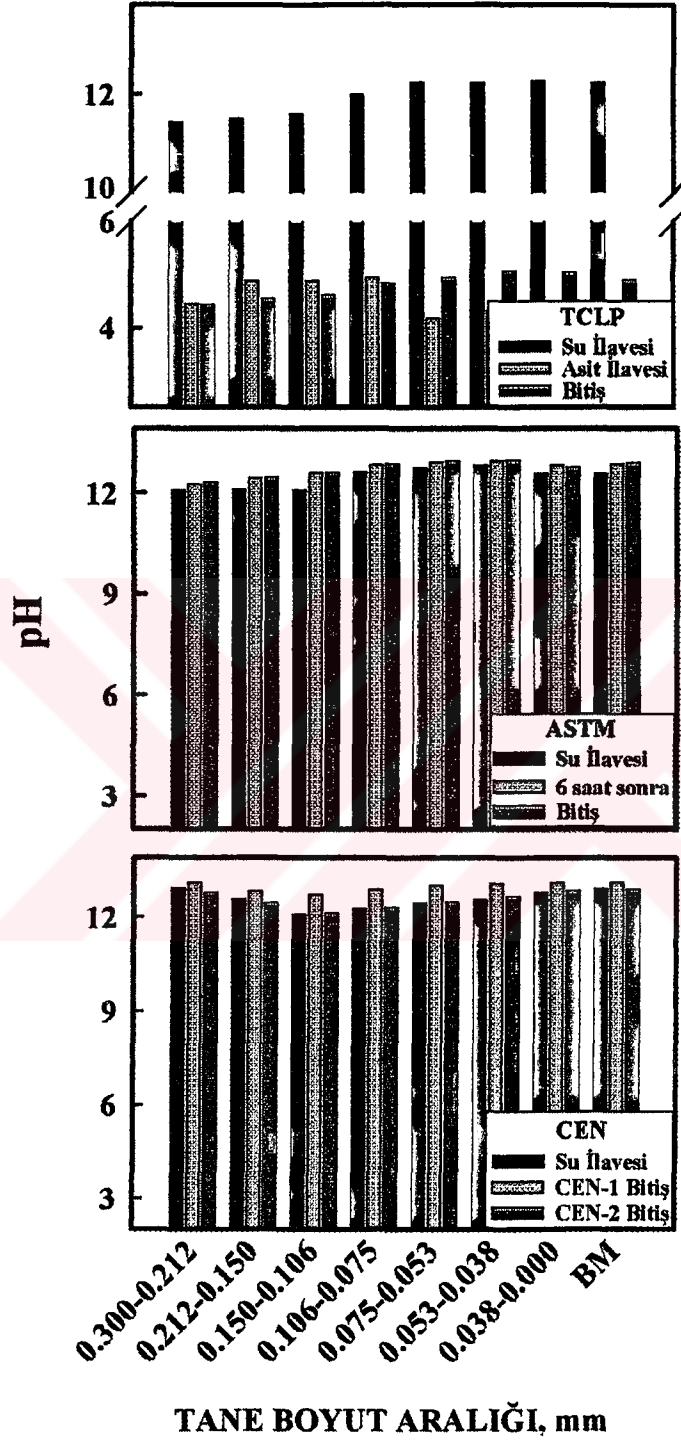 12
10
6
4
TCLP
Su İlavesi
Asit İlavesi
Bitiş
12
9
6
3
ASTM
Su İlavesi
6 saat sonra
Bitiş
pH
12
9
6
3
CEN
Su İlavesi
CEN-1 Bitiş
CEN-2 Bitiş
0.300-0.212
0.212-0.150
0.150-0.106
0.106-0.075
0.075-0.053
0.053-0.038
0.038-0.000
BM
TANE BOYUT ARALIĞI, mm